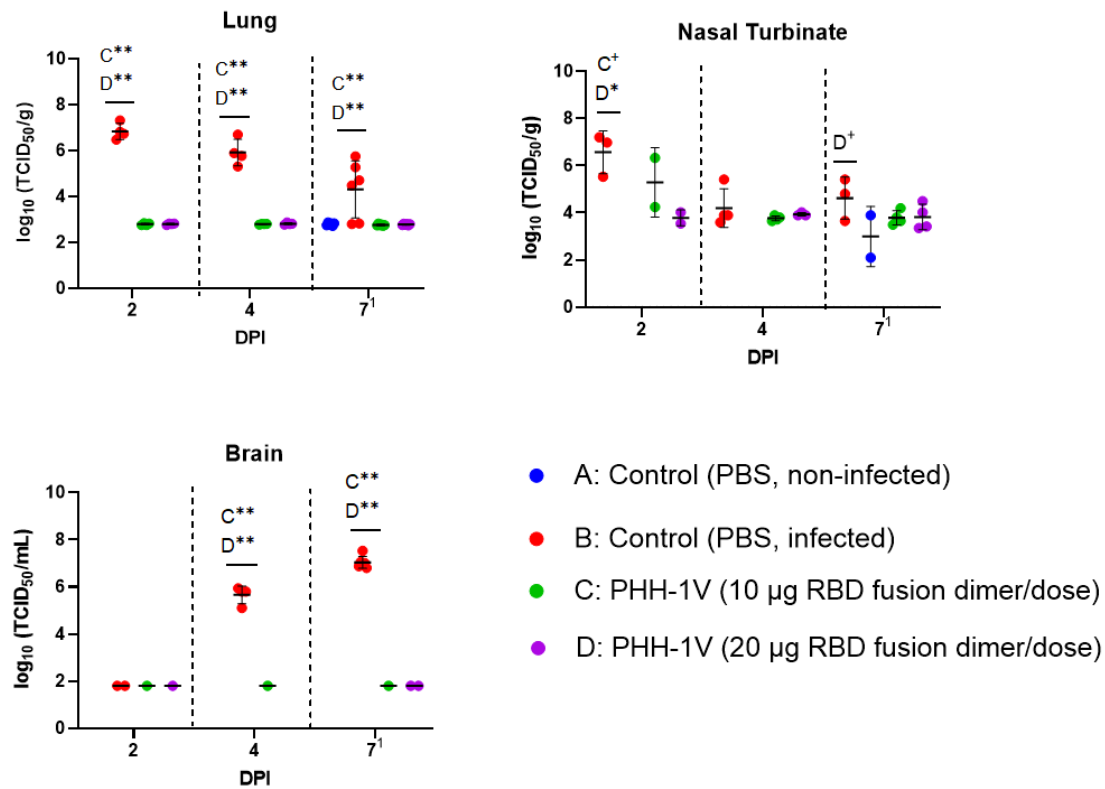 Lung
C**
D**
C**
D**
C**
D**
log10 (TCID50/g)
10
8
6
4
2
0
2
4
7¹
DPI
Nasal Turbinate
C⁺
D*
D⁺
log10 (TCID50/g)
10
8
6
4
2
0
2
4
7¹
DPI
Brain
C**
D**
C**
D**
log10 (TCID50/mL)
10
8
6
4
2
0
2
4
7¹
DPI
A: Control (PBS, non-infected)
B: Control (PBS, infected)
C: PHH-1V (10 µg RBD fusion dimer/dose)
D: PHH-1V (20 µg RBD fusion dimer/dose)